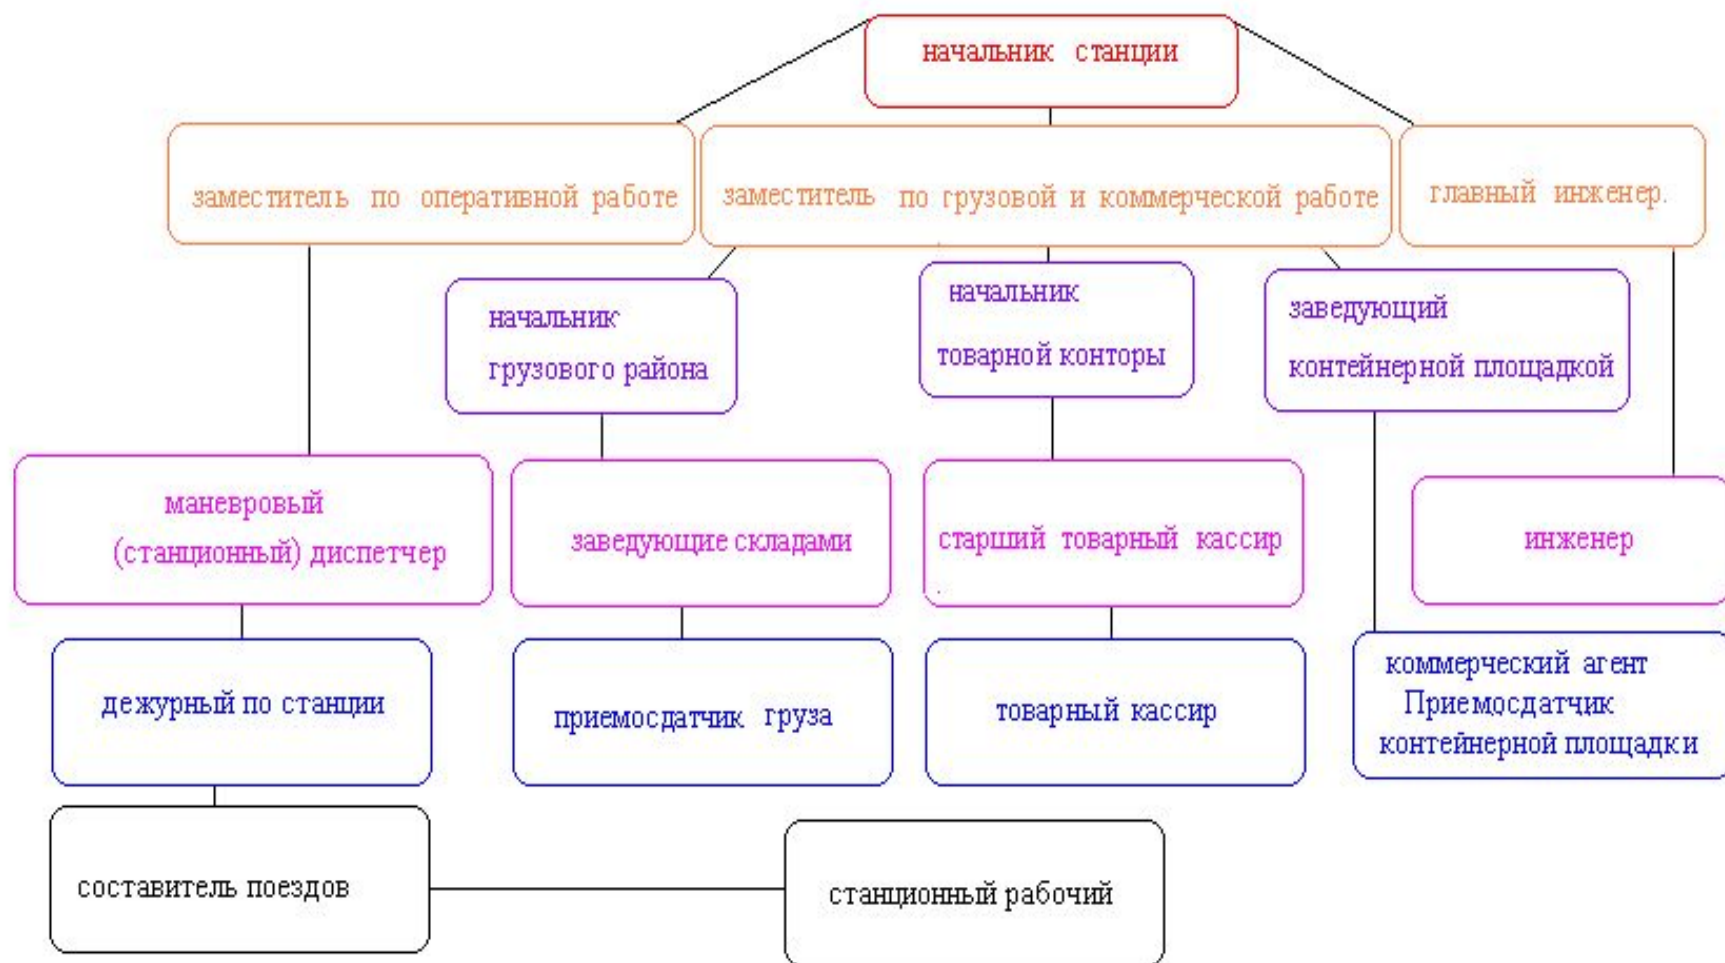 начальник станции
заместитель по оперативной работе
заместитель по грузовой и коммерческой работе
главный инженер.
начальник
грузового района
начальник
товарной конторы
заведующий
контейнерной площадкой
маневровый
(станционный) диспетчер
заведующие складами
старший товарный кассир
.
инженер
дежурный по станции
приемосдатчик груза
товарный кассир
коммерческий агент
Приемосдатчик
контейнерной площадки
составитель поездов
станционный рабочий